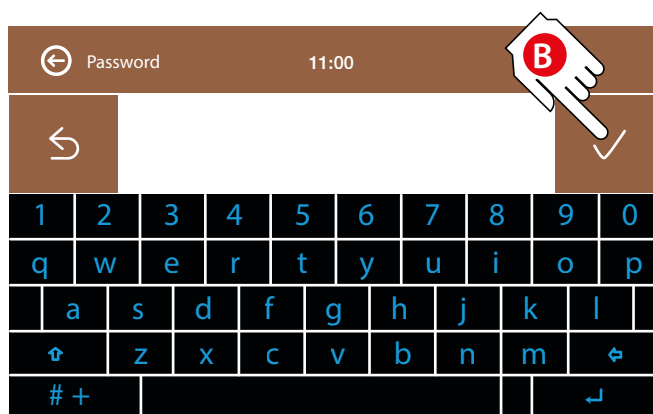 Password 11:00 B
1 2 3 4 5 6 7 8 9 0
q w e r t y u i o p
a s d f g h j k l
z x c v b n m
# +